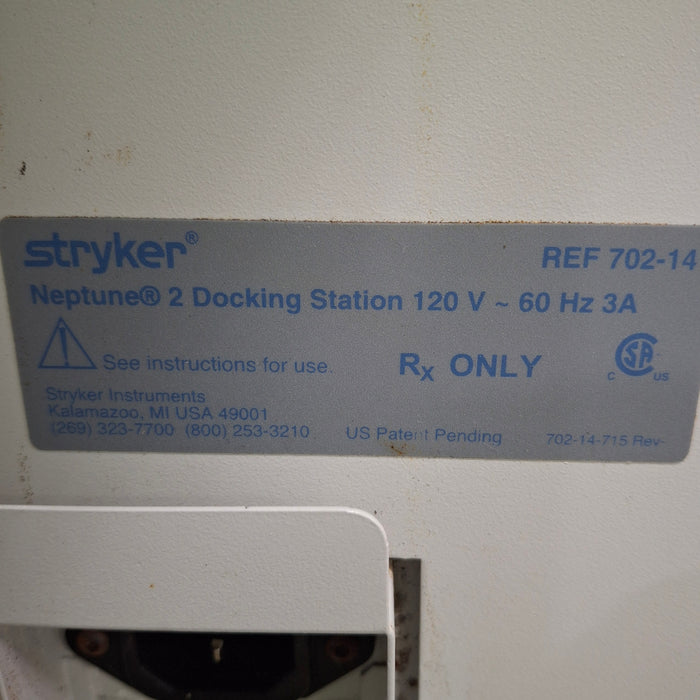 stryker®
REF 702-14
Neptune® 2 Docking Station 120 V ~ 60 Hz 3A
See instructions for use.
Rx ONLY
C SA US
Stryker Instruments
Kalamazoo, MI USA 49001
(269) 323-7700 (800) 253-3210
US Patent Pending
702-14-715 Rev-